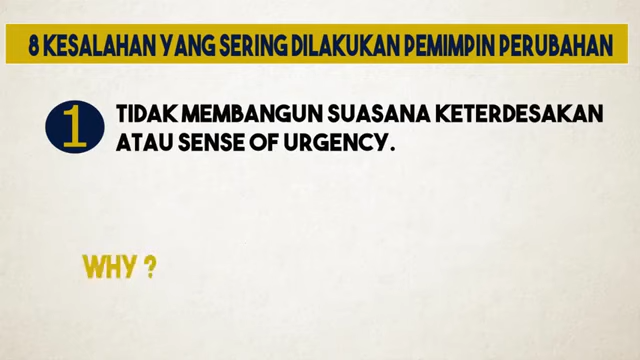 8 KESALAHAN YANG SERING DILAKUKAN PEMIMPIN PERUBAHAN
1 TIDAK MEMBANGUN SUASANA KETERDESAKAN
ATAU SENSE OF URGENCY.
WHY ?